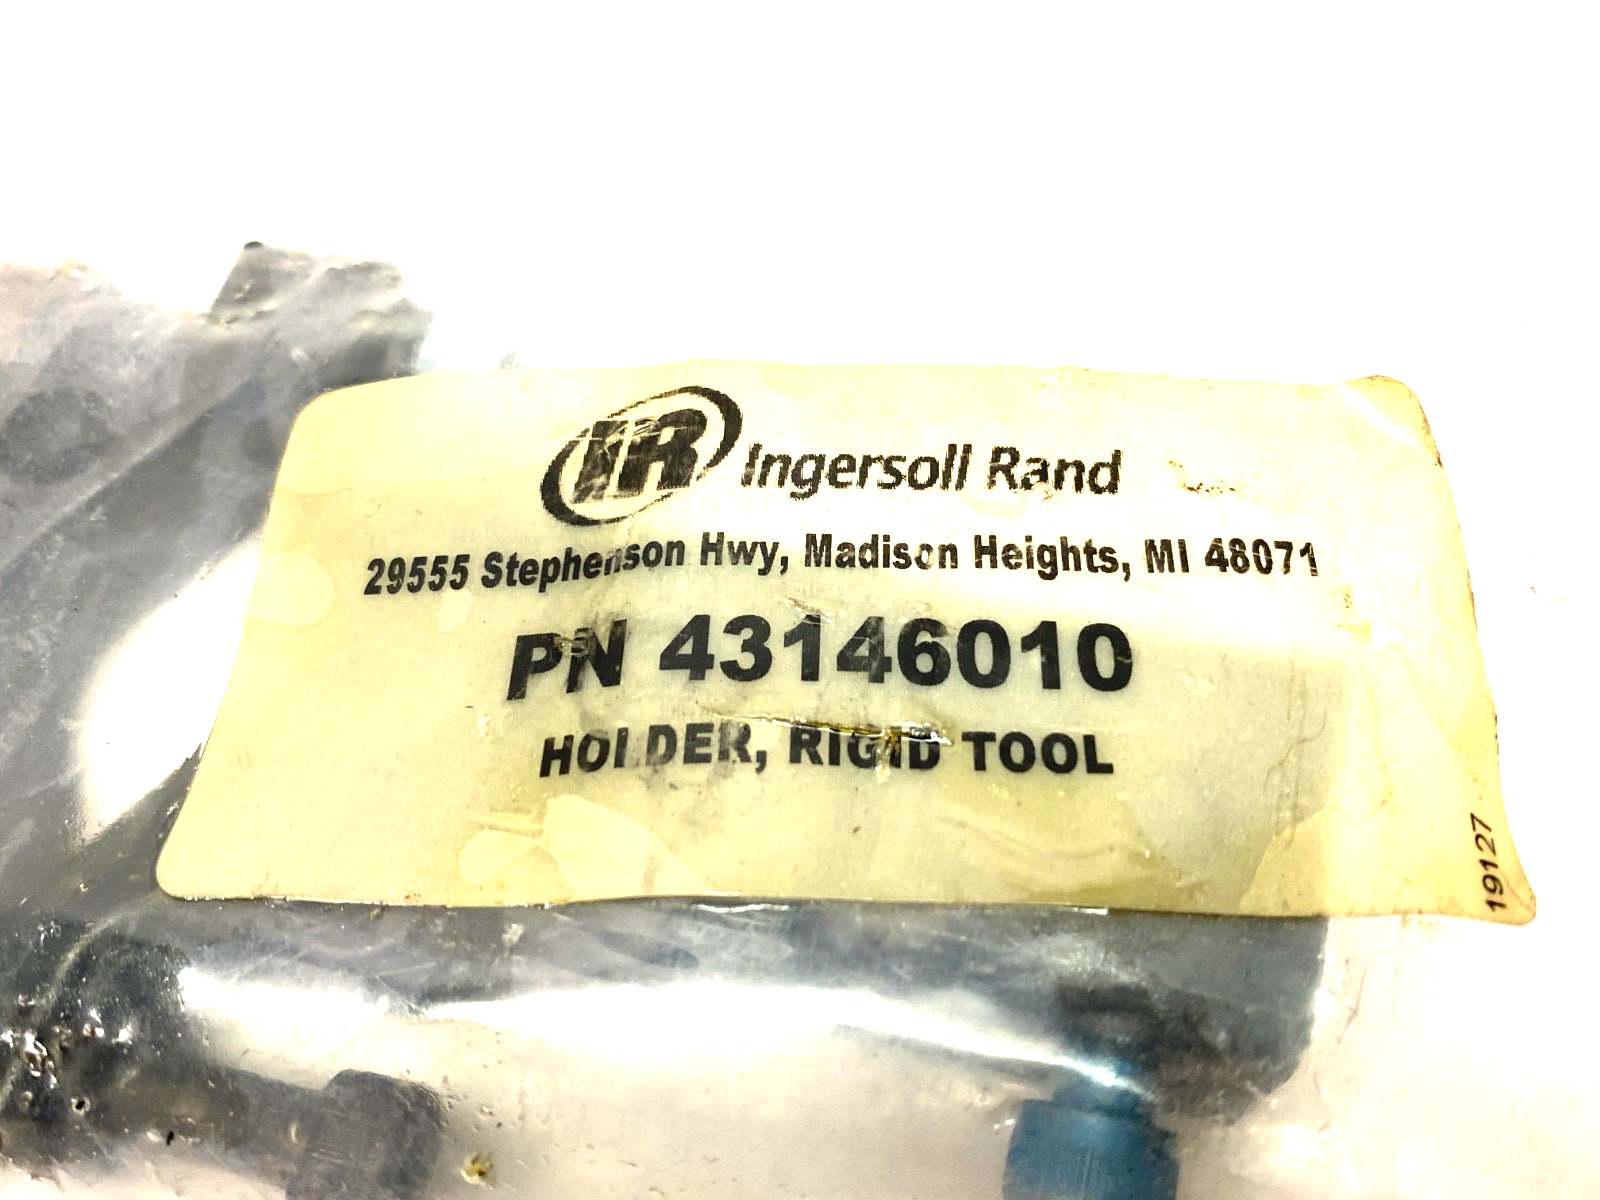 IR Ingersoll Rand
29555 Stephenson Hwy, Madison Heights, MI 48071
PN 43146010
HOLDER, RIGID TOOL
19127